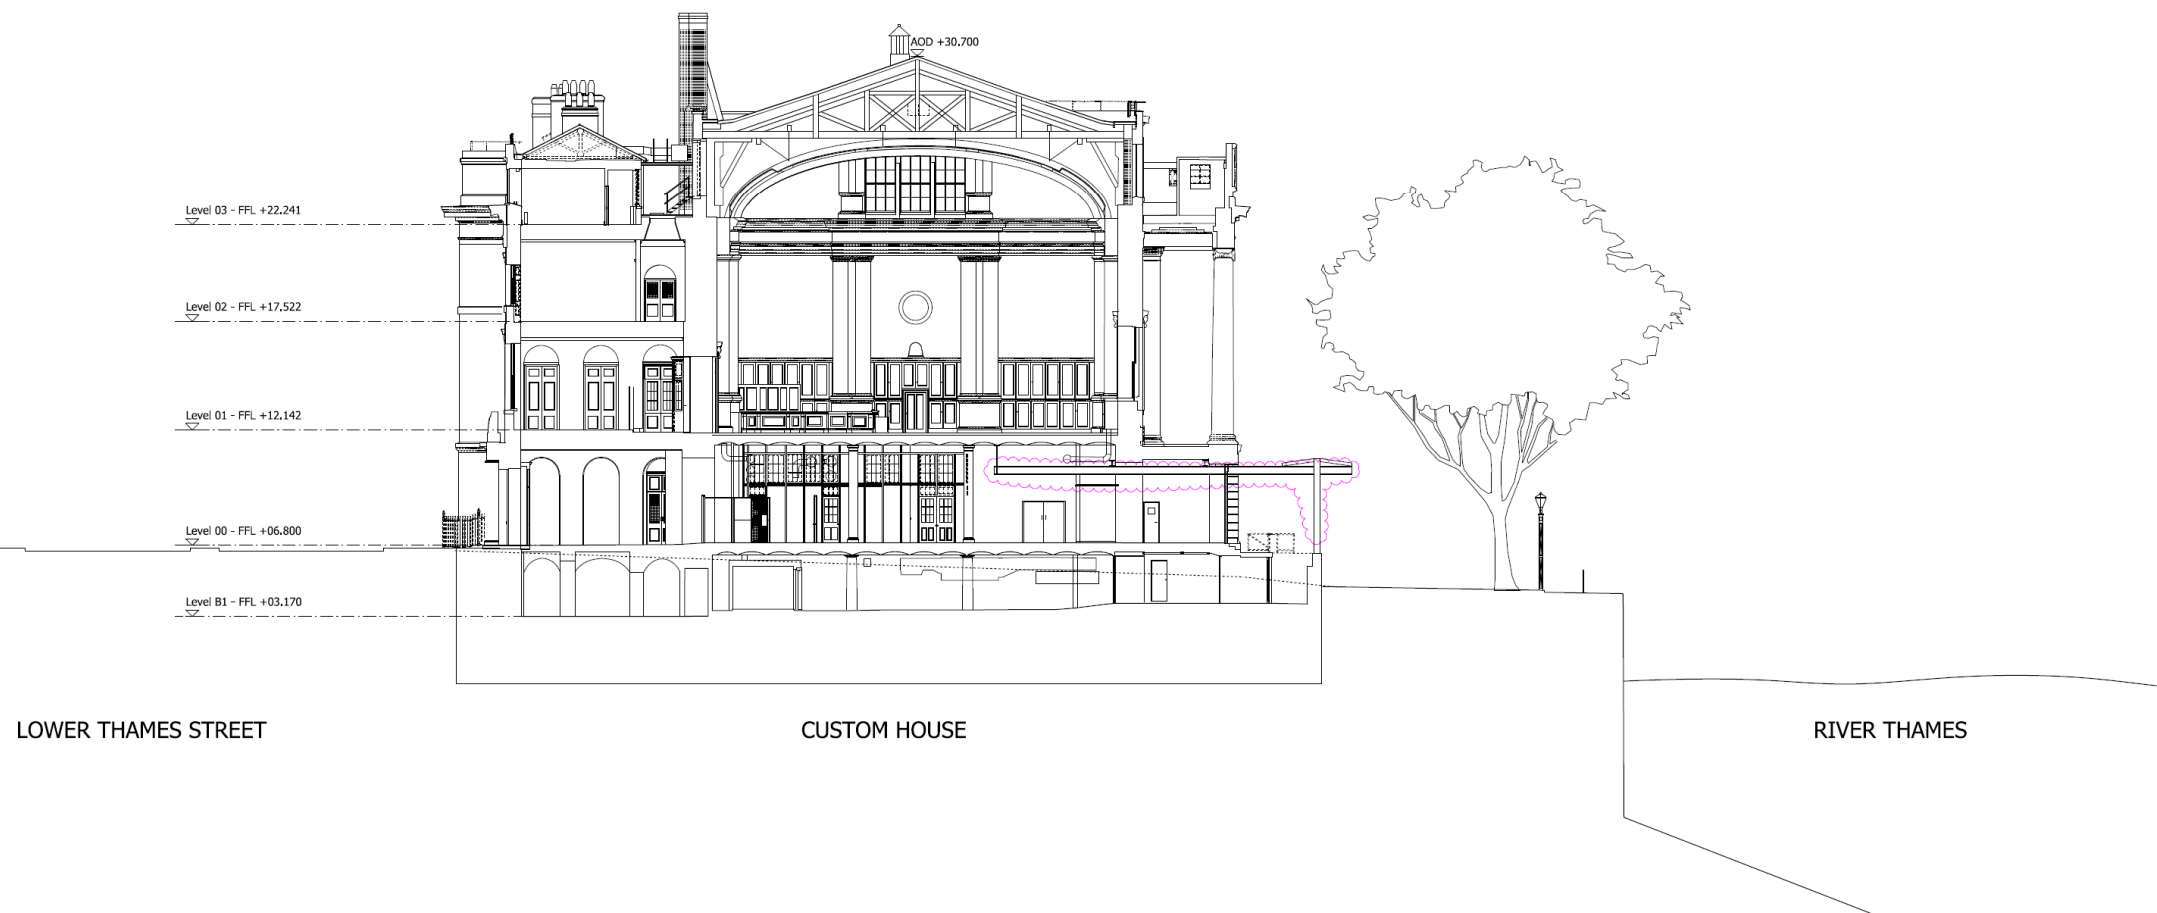 AOD +30.700
Level 03 - FFL +22.241
Level 02 - FFL +17.522
Level 01 - FFL +12.142
Level 00 - FFL +06.800
Level B1 - FFL +03.170
LOWER THAMES STREET
CUSTOM HOUSE
RIVER THAMES